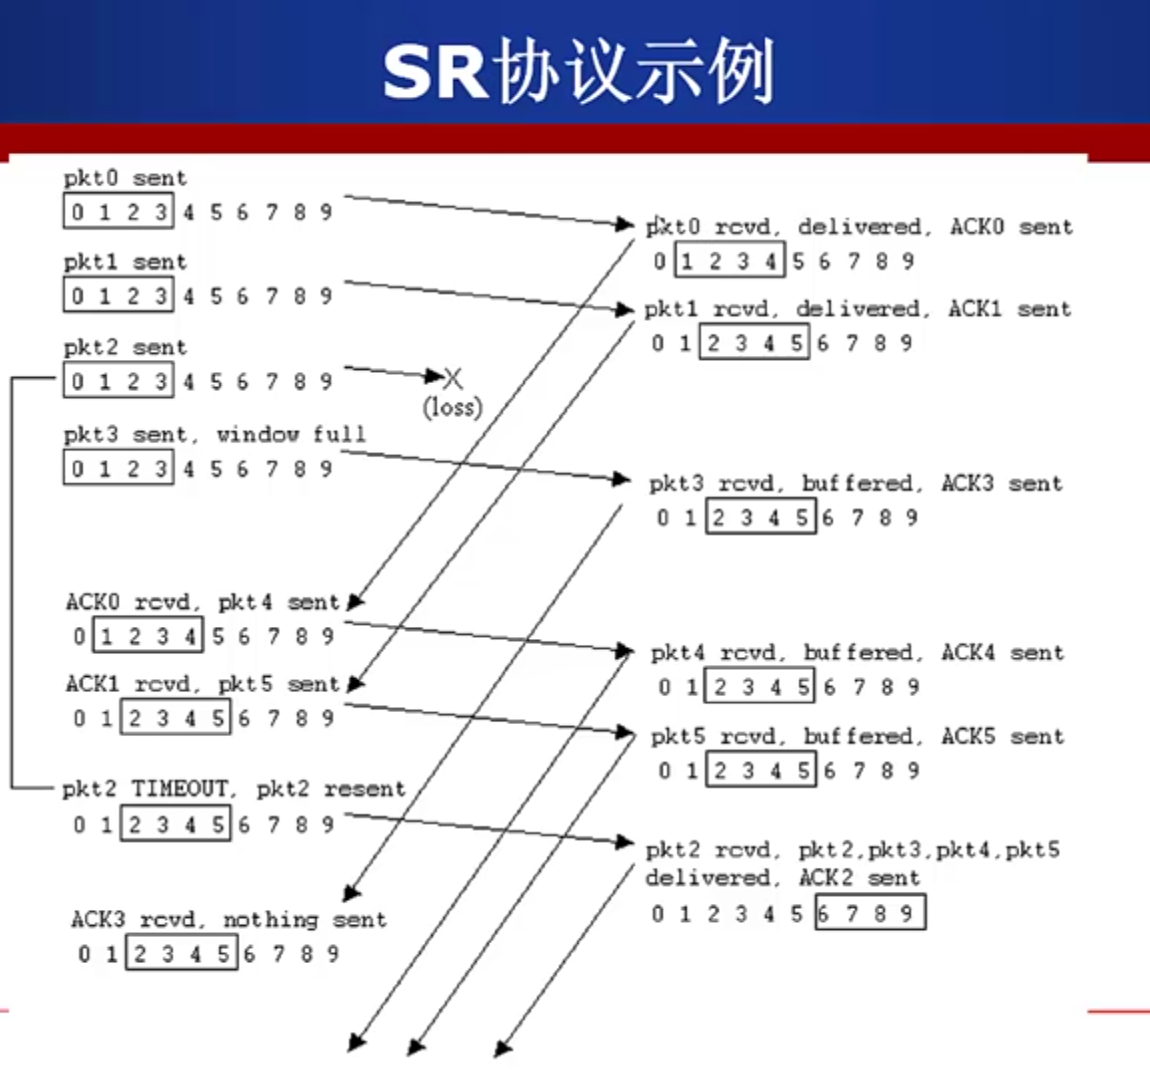 SR协议示例
pkt0 sent
0 1 2 3 4 5 6 7 8 9
pkt0 rcvd, delivered, ACK0 sent
0 1 2 3 4 5 6 7 8 9
pkt1 sent
0 1 2 3 4 5 6 7 8 9
pkt1 rcvd, delivered, ACK1 sent
0 1 2 3 4 5 6 7 8 9
pkt2 sent
0 1 2 3 4 5 6 7 8 9
X
(loss)
pkt3 sent, window full
0 1 2 3 4 5 6 7 8 9
pkt3 rcvd, buffered, ACK3 sent
0 1 2 3 4 5 6 7 8 9
ACK0 rcvd, pkt4 sent
0 1 2 3 4 5 6 7 8 9
pkt4 rcvd, buffered, ACK4 sent
0 1 2 3 4 5 6 7 8 9
ACK1 rcvd, pkt5 sent
0 1 2 3 4 5 6 7 8 9
pkt5 rcvd, buffered, ACK5 sent
0 1 2 3 4 5 6 7 8 9
pkt2 TIMEOUT, pkt2 resent
0 1 2 3 4 5 6 7 8 9
pkt2 rcvd, pkt2,pkt3,pkt4,pkt5
delivered, ACK2 sent
0 1 2 3 4 5 6 7 8 9
ACK3 rcvd, nothing sent
0 1 2 3 4 5 6 7 8 9